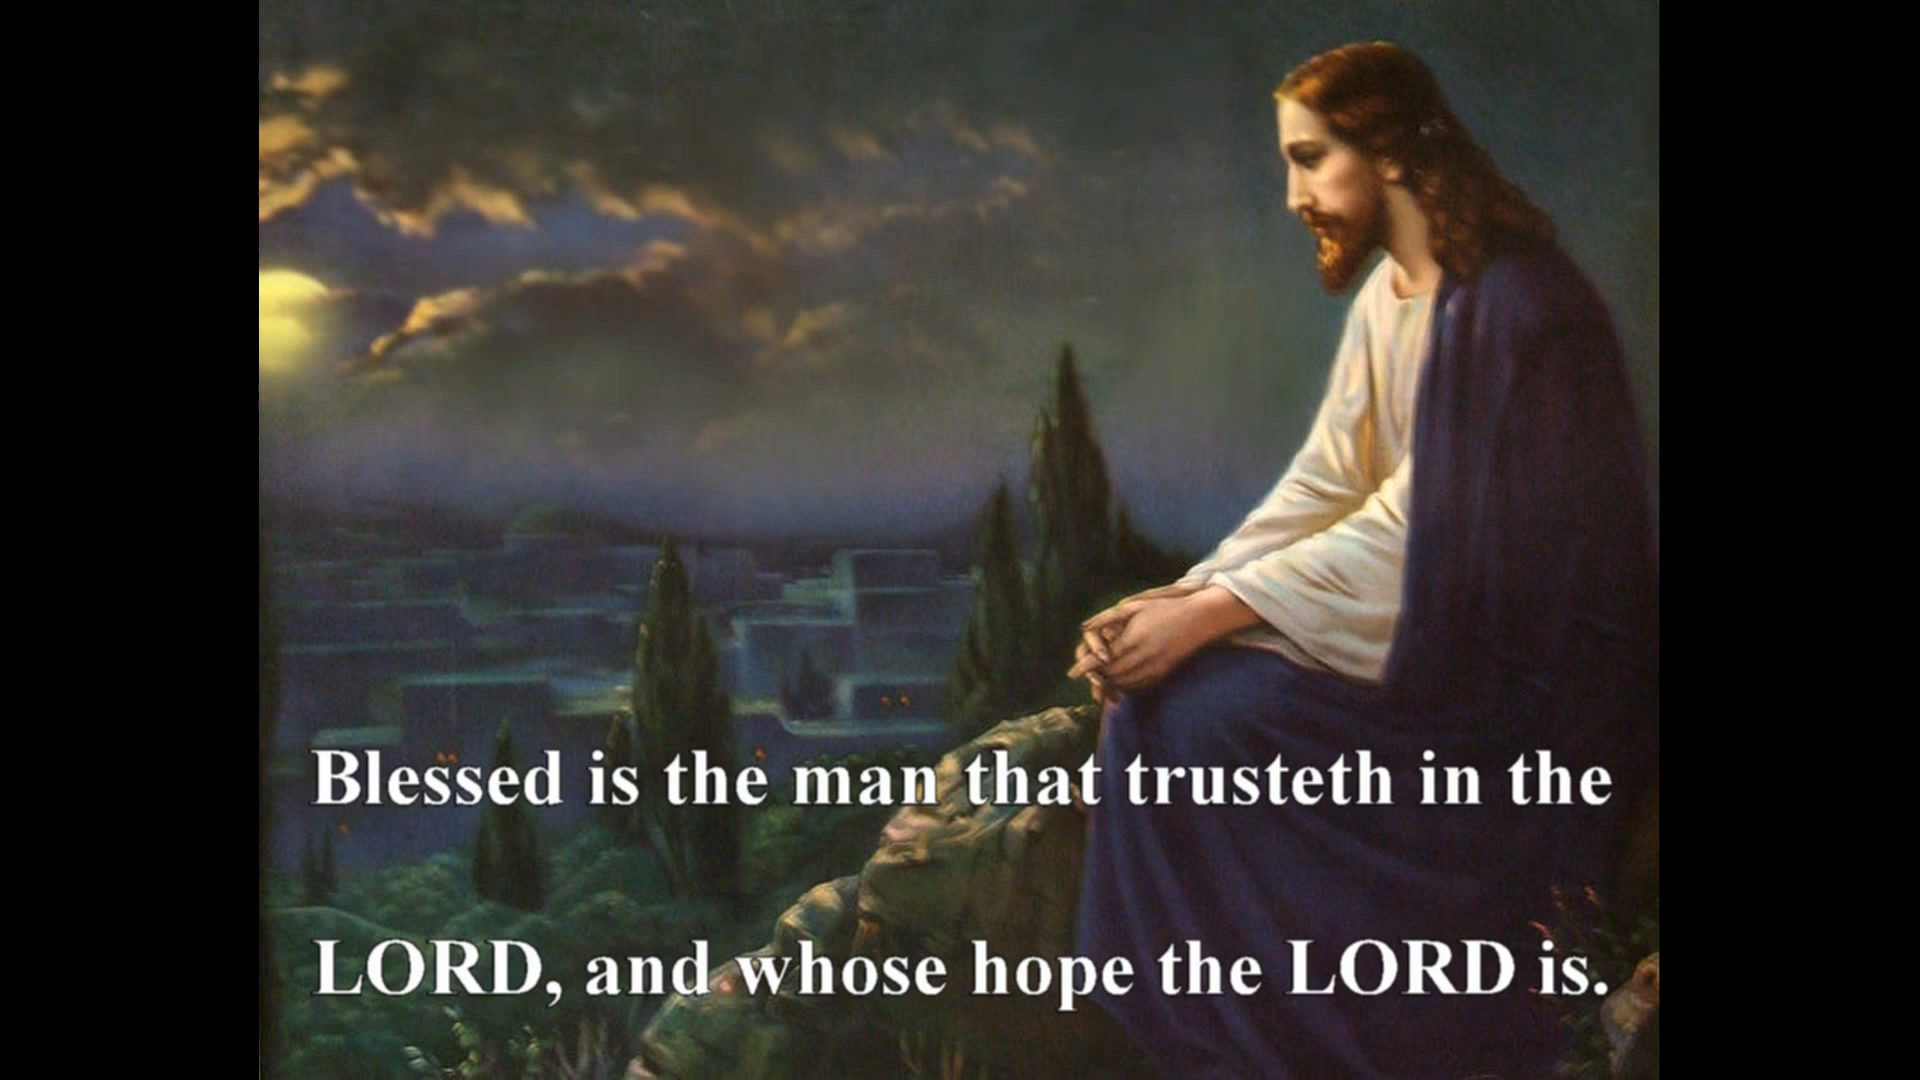 Blessed is the man that trusteth in the
LORD, and whose hope the LORD is.